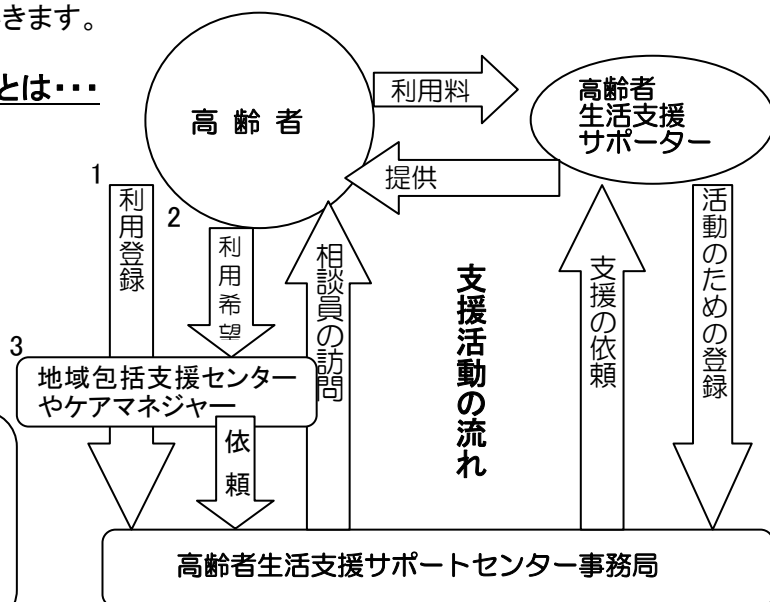 きます。
とは･･･
高 齢 者
利用料
高齢者
生活支援
サポーター
提供
1
利用登録
2
利用希望
相談員の訪問
支援活動の流れ
支援の依頼
活動のための登録
3
地域包括支援センター
やケアマネジャー
依頼
高齢者生活支援サポートセンター事務局